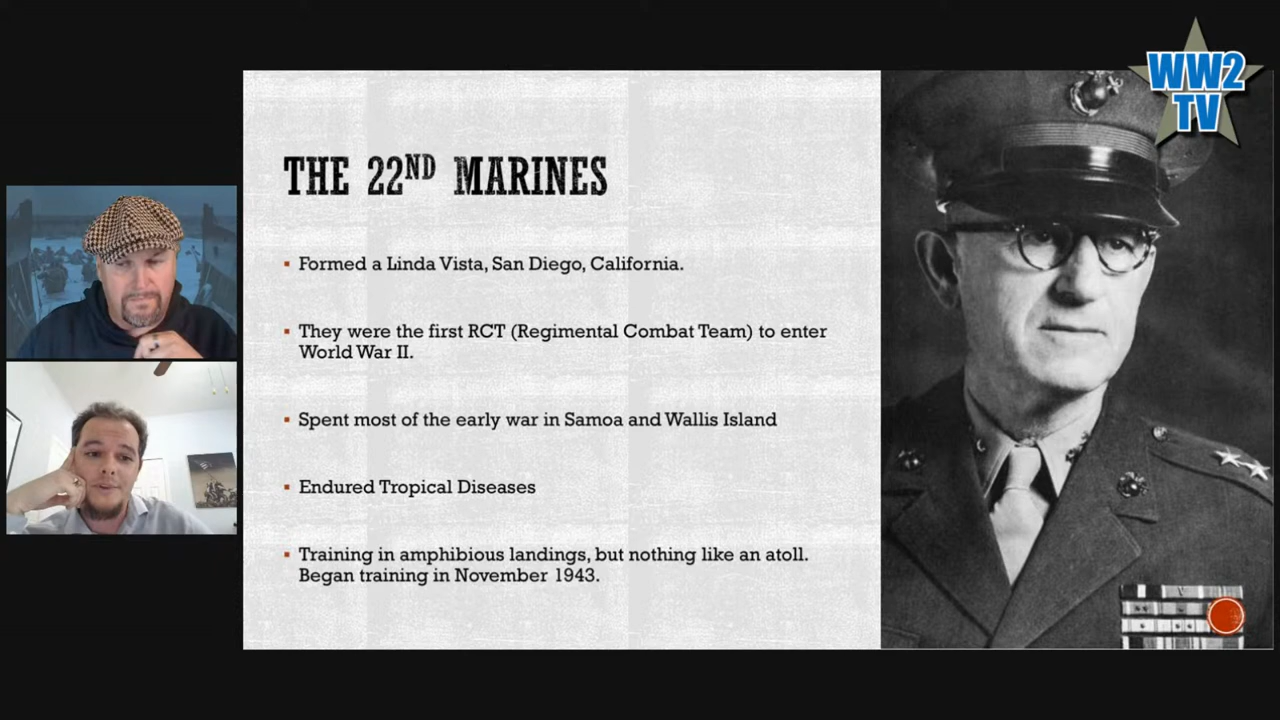 WW2
TV
THE 22ND MARINES
▪ Formed a Linda Vista, San Diego, California.
▪ They were the first RCT (Regimental Combat Team) to enter
World War II.
▪ Spent most of the early war in Samoa and Wallis Island
▪ Endured Tropical Diseases
▪ Training in amphibious landings, but nothing like an atoll.
Began training in November 1943.